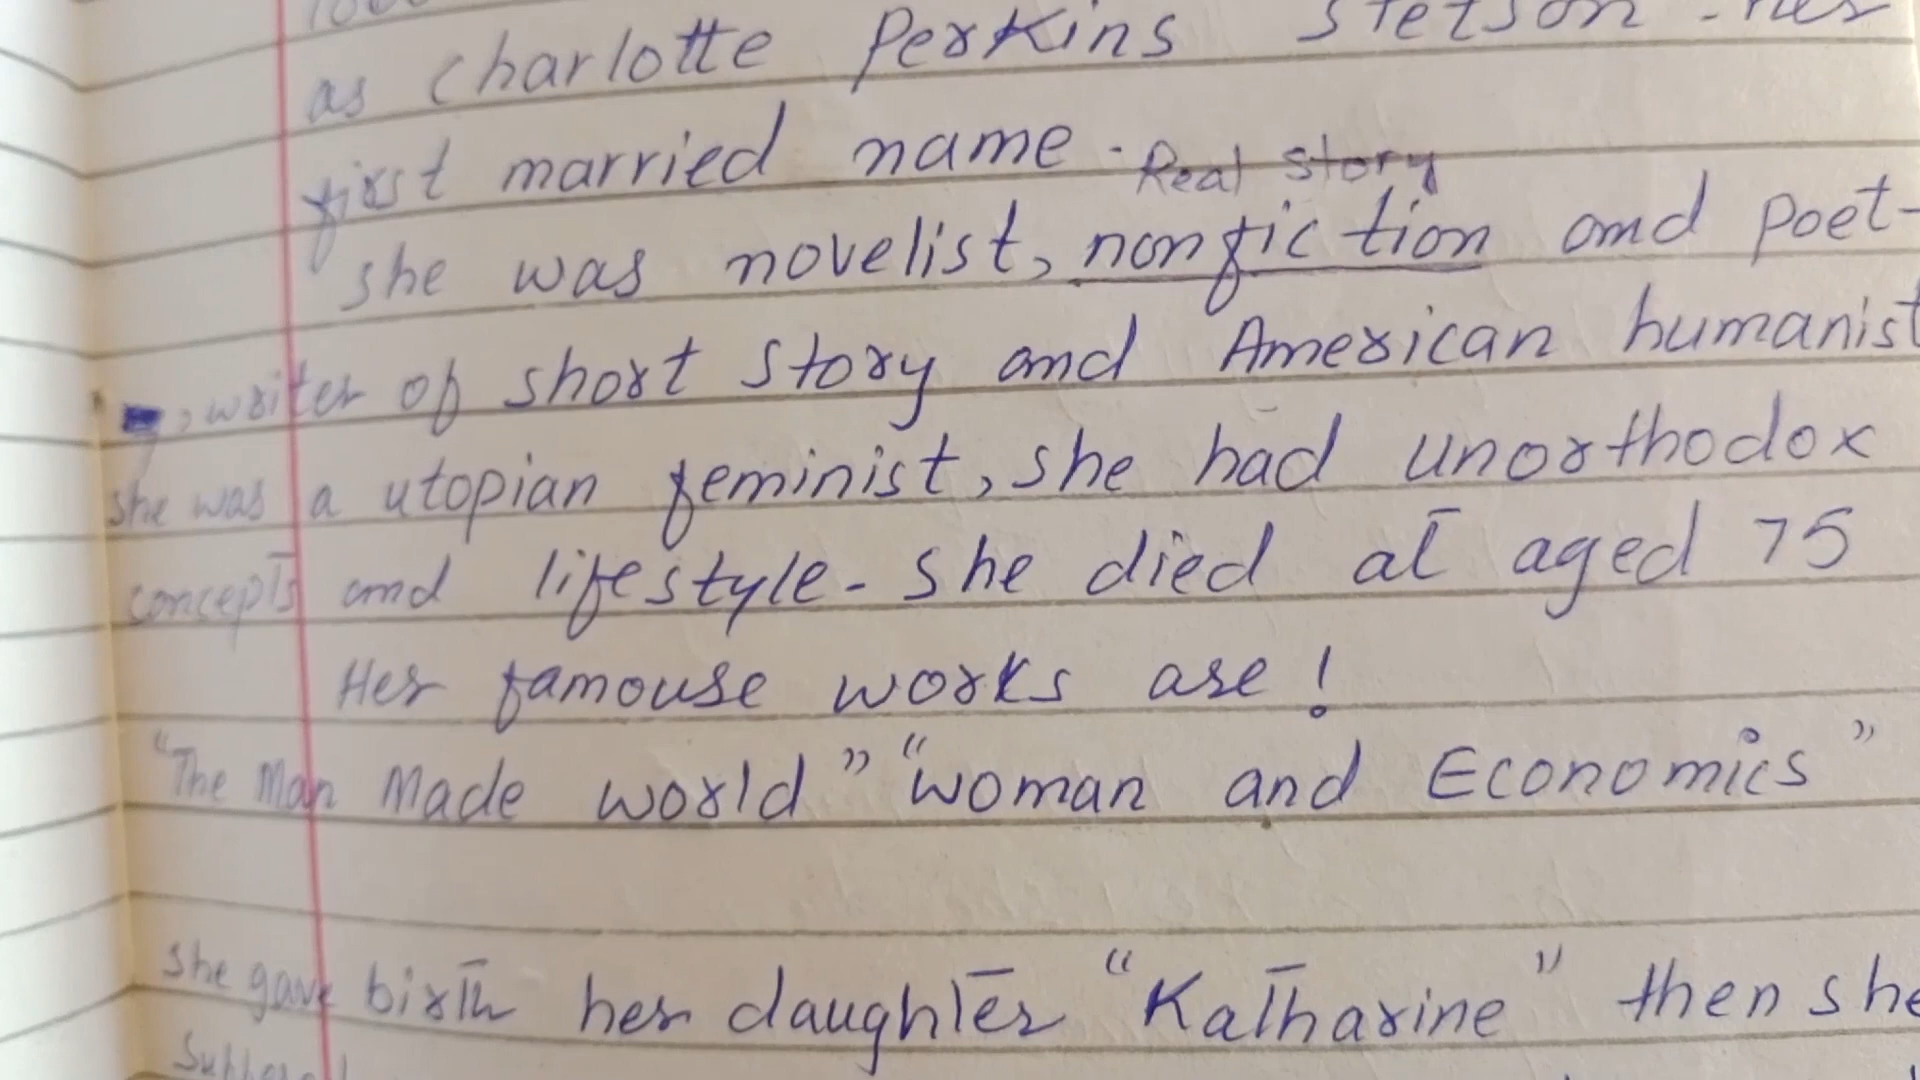 as Charlotte Perkins Stetson - her
first married name.
Real story
she was novelist, nonfiction and poet-
, writer of short story and American humanist
she was a utopian feminist, she had unorthodox
concepts and lifestyle - she died at aged 75
Her famouse works are !
"The Man Made world" "woman and Economics"
she gave birth her daughter "Katharine" then she